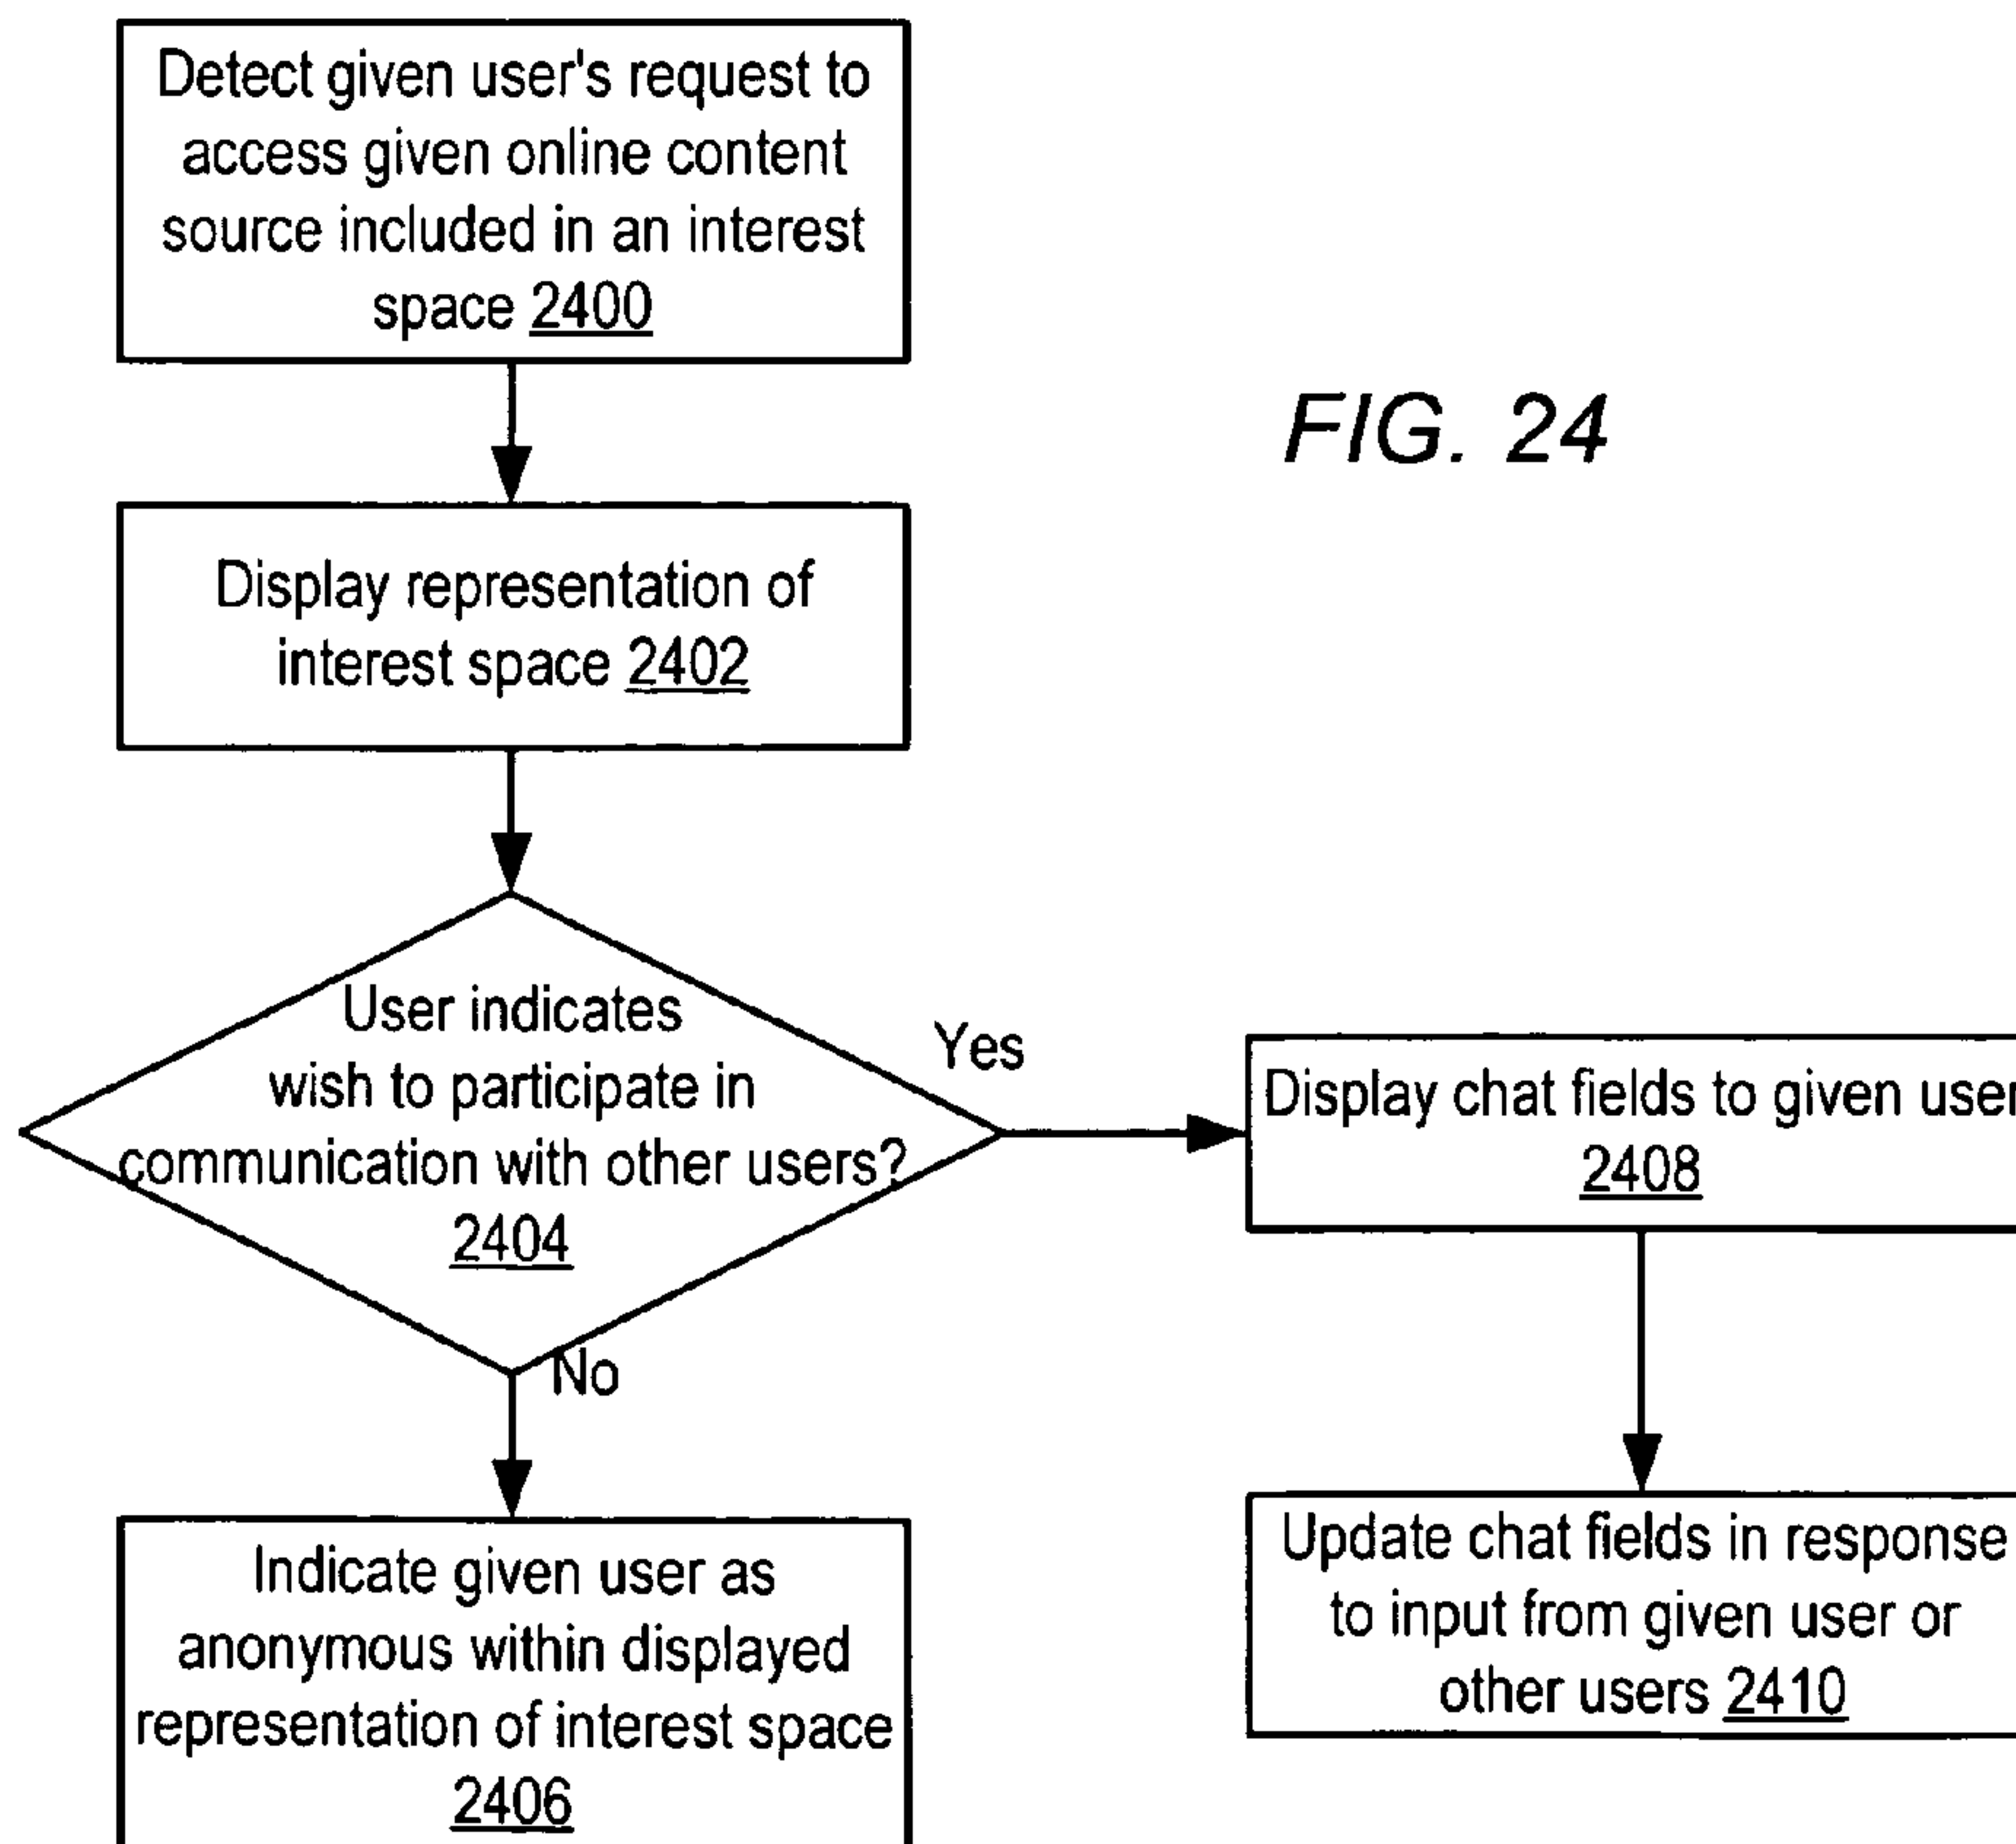 Detect given user's request to
access given online content
source included in an interest
space 2400
FIG. 24
Display representation of
interest space 2402
User indicates
wish to participate in
communication with other users?
2404
Yes
No
Display chat fields to given user
2408
Update chat fields in response
to input from given user or
other users 2410
Indicate given user as
anonymous within displayed
representation of interest space
2406